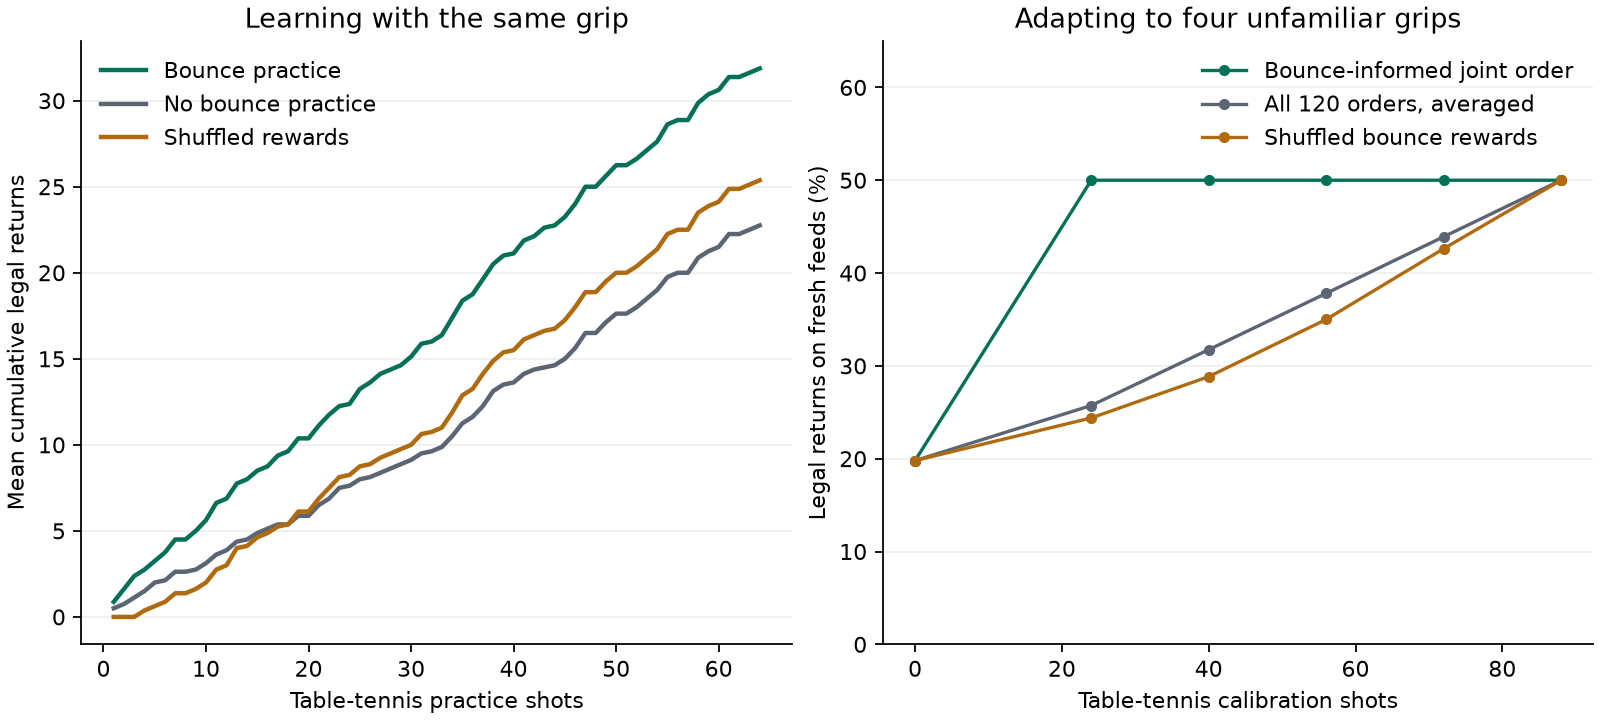 Learning with the same grip
Bounce practice
No bounce practice
Shuffled rewards
Mean cumulative legal returns
30
25
20
15
10
5
0
0 10 20 30 40 50 60
Table-tennis practice shots
Adapting to four unfamiliar grips
Bounce-informed joint order
All 120 orders, averaged
Shuffled bounce rewards
Legal returns on fresh feeds (%)
60
50
40
30
20
10
0
0 20 40 60 80
Table-tennis calibration shots